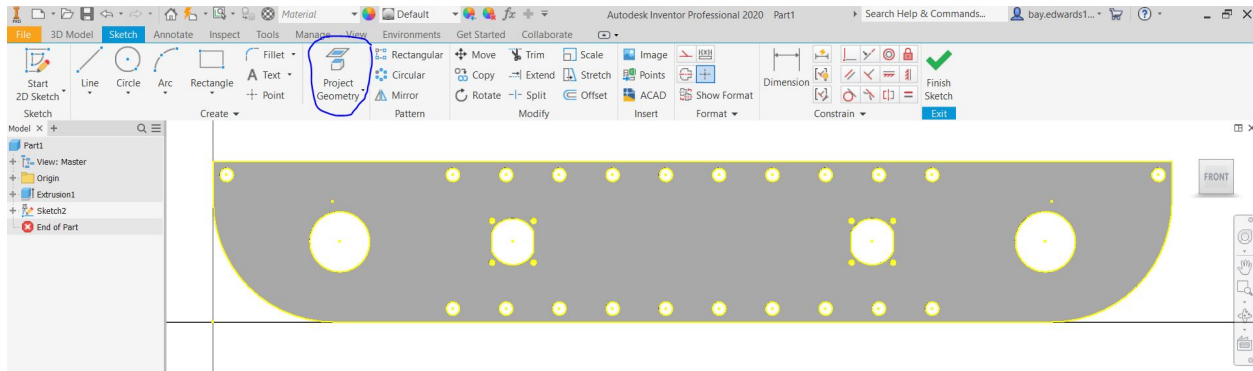 PRO Material Default fx Autodesk Inventor Professional 2020 Part1 Search Help & Commands... bay.edwards1...
File 3D Model Sketch Annotate Inspect Tools Manage View Environments Get Started Collaborate
Fillet Rectangular Move Trim Scale Image
Start 2D Sketch Line Circle Arc Rectangle A Text Project Geometry Circular Copy Extend Stretch Points Dimension Finish Sketch
Point Mirror Rotate Split Offset ACAD Show Format
Sketch Create Pattern Modify Insert Format Constrain Exit
Model
Part1
View: Master
Origin
Extrusion1
Sketch2
End of Part
FRONT